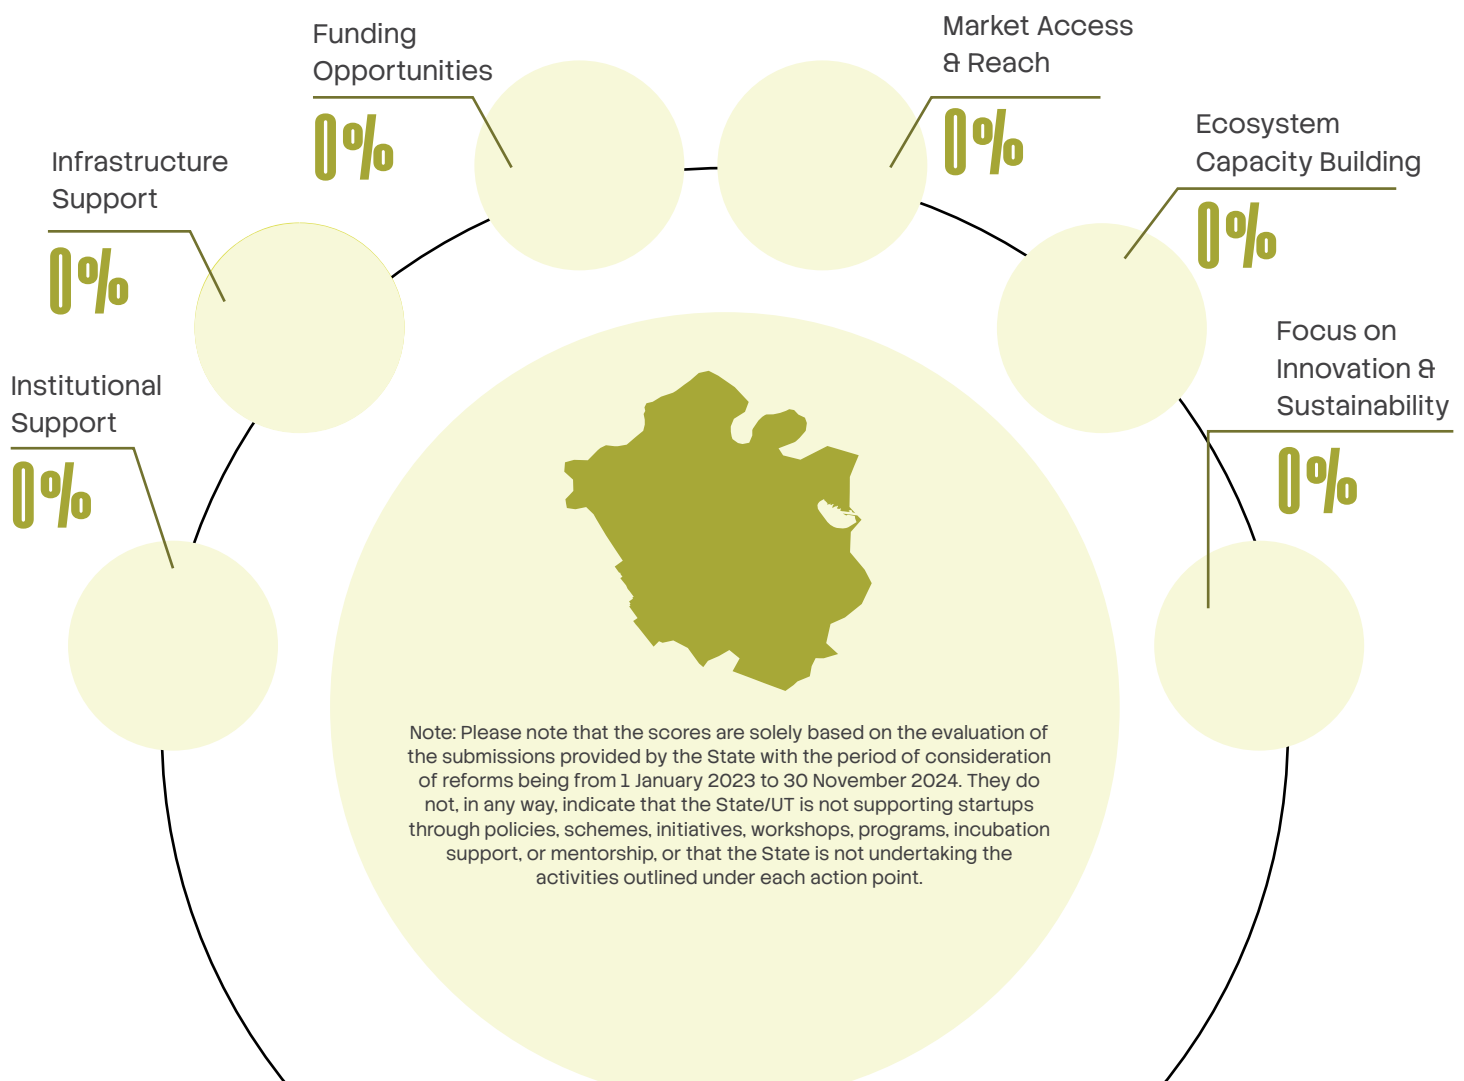 Funding
Opportunities
0%
Market Access
& Reach
0%
Ecosystem
Capacity Building
0%
Infrastructure
Support
0%
Focus on
Innovation &
Sustainability
0%
Institutional
Support
0%
Note: Please note that the scores are solely based on the evaluation of
the submissions provided by the State with the period of consideration
of reforms being from 1 January 2023 to 30 November 2024. They do
not, in any way, indicate that the State/UT is not supporting startups
through policies, schemes, initiatives, workshops, programs, incubation
support, or mentorship, or that the State is not undertaking the
activities outlined under each action point.